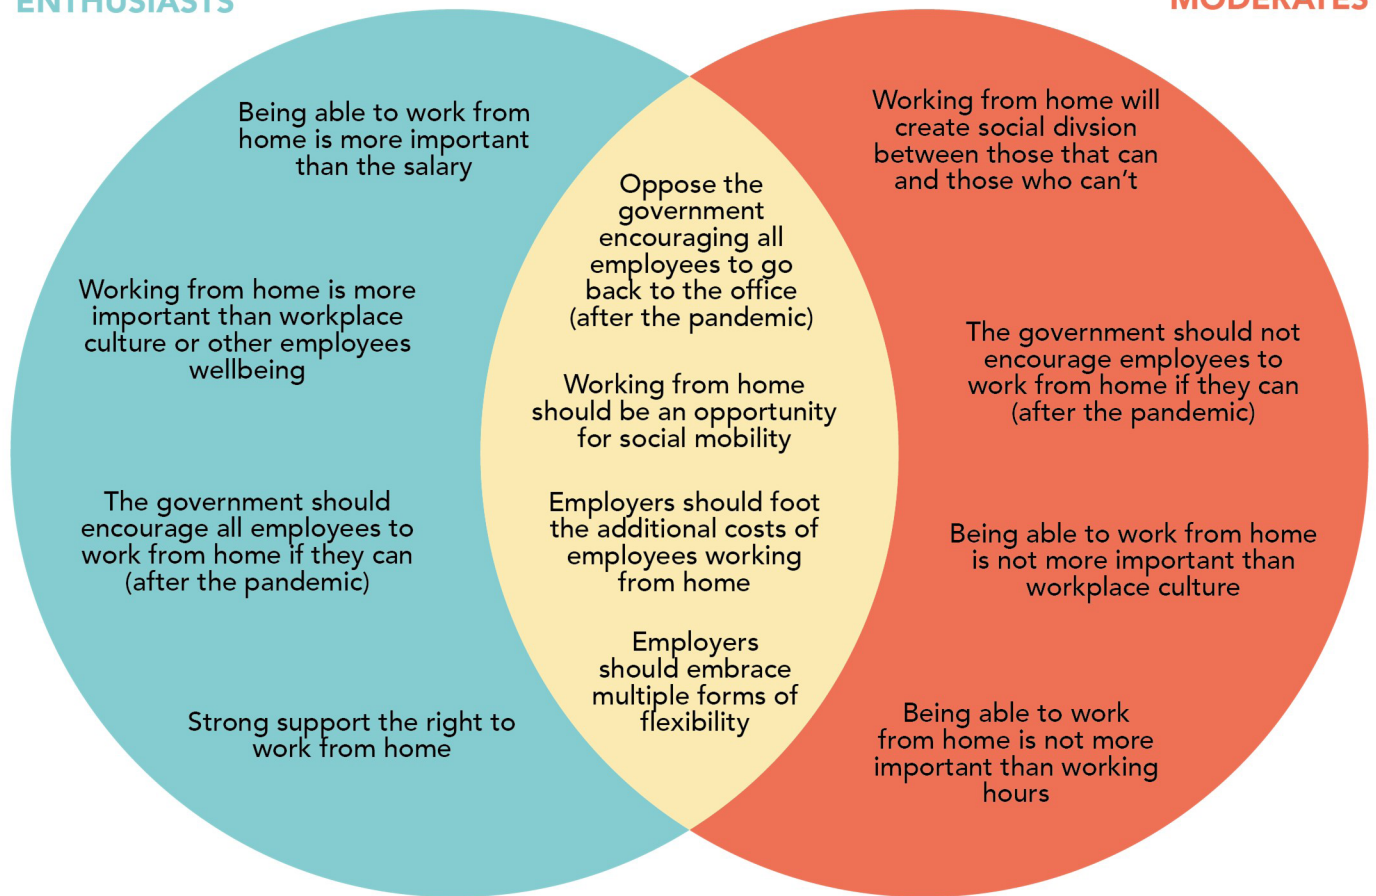 ENTHUSIASTS
MODERATES
Being able to work from
home is more important
than the salary
Working from home is more
important than workplace
culture or other employees
wellbeing
The government should
encourage all employees to
work from home if they can
(after the pandemic)
Strong support the right to
work from home
Oppose the
government
encouraging all
employees to go
back to the office
(after the pandemic)
Working from home
should be an opportunity
for social mobility
Employers should foot
the additional costs of
employees working
from home
Employers
should embrace
multiple forms of
flexibility
Working from home will
create social divsion
between those that can
and those who can’t
The government should not
encourage employees to
work from home if they can
(after the pandemic)
Being able to work from home
is not more important than
workplace culture
Being able to work
from home is not more
important than working
hours